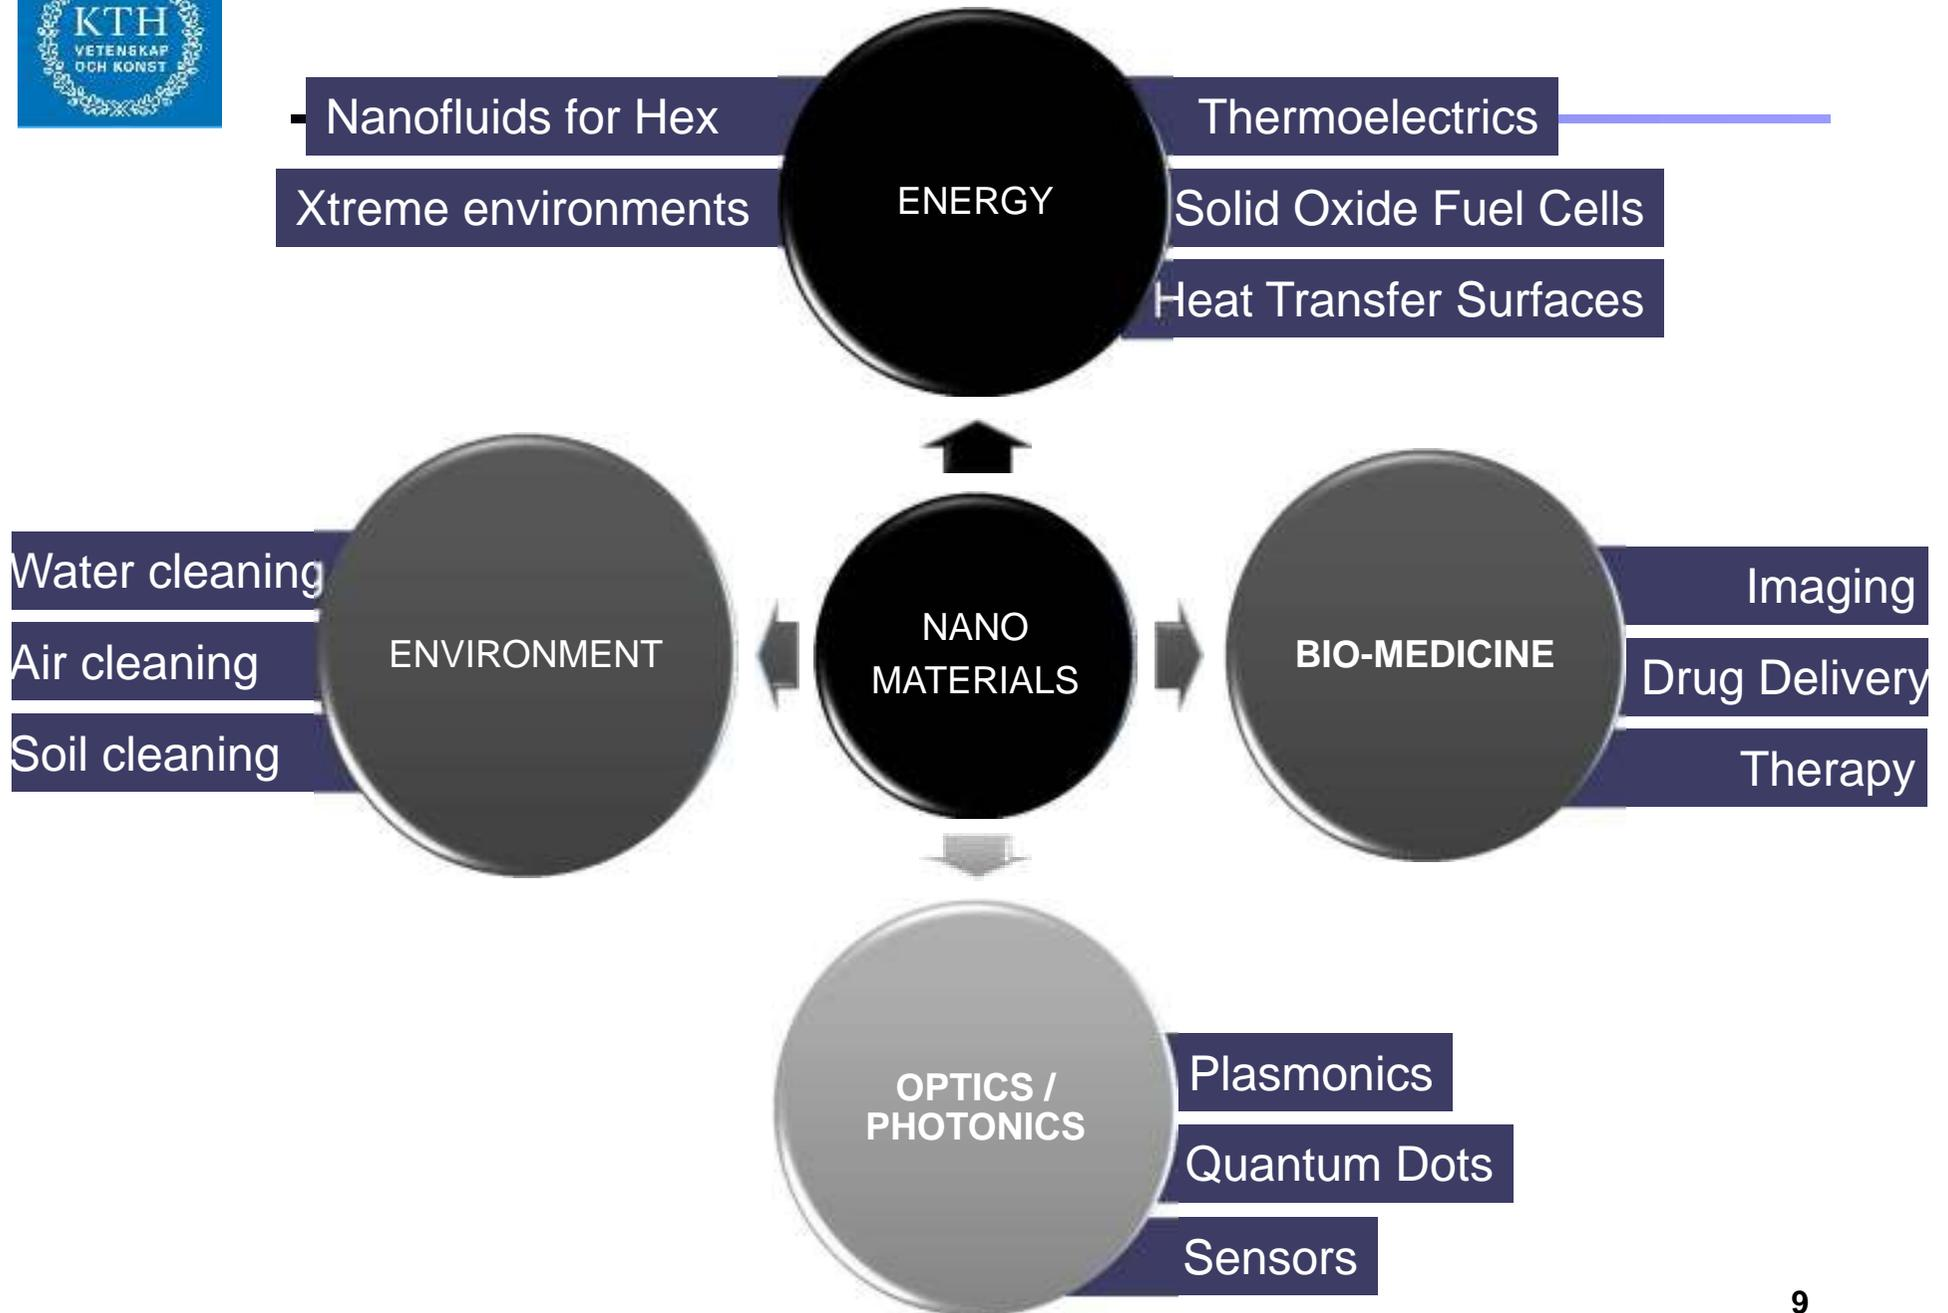 KTH
VETENSKAP
OCH KONST
Nanofluids for Hex
Xtreme environments
ENERGY
Thermoelectrics
Solid Oxide Fuel Cells
Heat Transfer Surfaces
Water cleaning
Air cleaning
Soil cleaning
ENVIRONMENT
NANO
MATERIALS
BIO-MEDICINE
Imaging
Drug Delivery
Therapy
OPTICS /
PHOTONICS
Plasmonics
Quantum Dots
Sensors
9